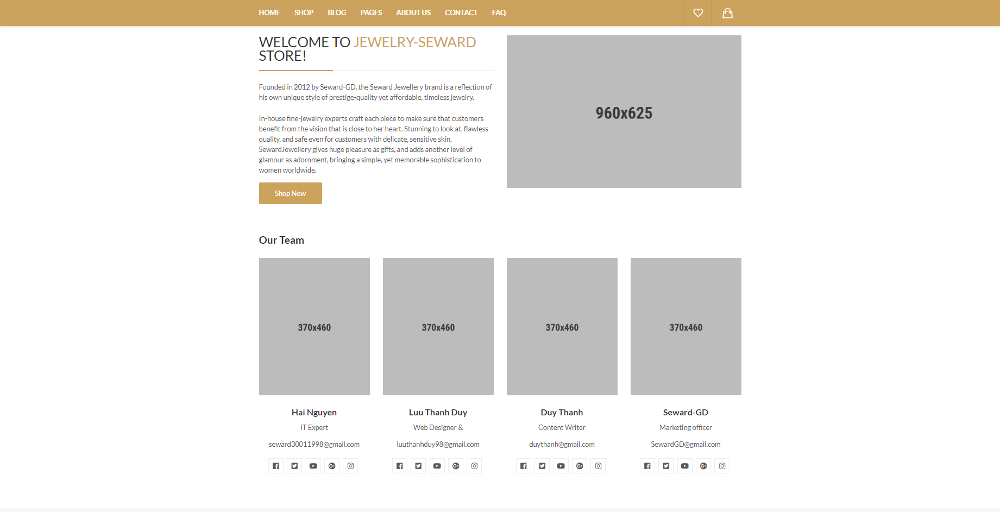 HOME SHOP BLOG PAGES ABOUT US CONTACT FAQ
WELCOME TO JEWELRY-SEWARD
STORE!
Founded in 2012 by Seward-GD, the Seward Jewellery brand is a reflection of
his own unique style of prestige-quality yet affordable, timeless jewelry.
In-house fine-jewelry experts craft each piece to make sure that customers
benefit from the vision that is close to her heart. Stunning to look at, flawless
quality, and safe even for customers with delicate, sensitive skin,
SewardJewellery gives huge pleasure as gifts, and adds another level of
glamour as adornment, bringing a simple, yet memorable sophistication to
women worldwide.
Shop Now
960x625
Our Team
370x460 370x460 370x460 370x460
Hai Nguyen Luu Thanh Duy Duy Thanh Seward-GD
IT Expert Web Designer & Content Writer Marketing officer
seward30011998@gmail.com luuthanhduy98@gmail.com duythanh@gmail.com SewardGD@gmail.com